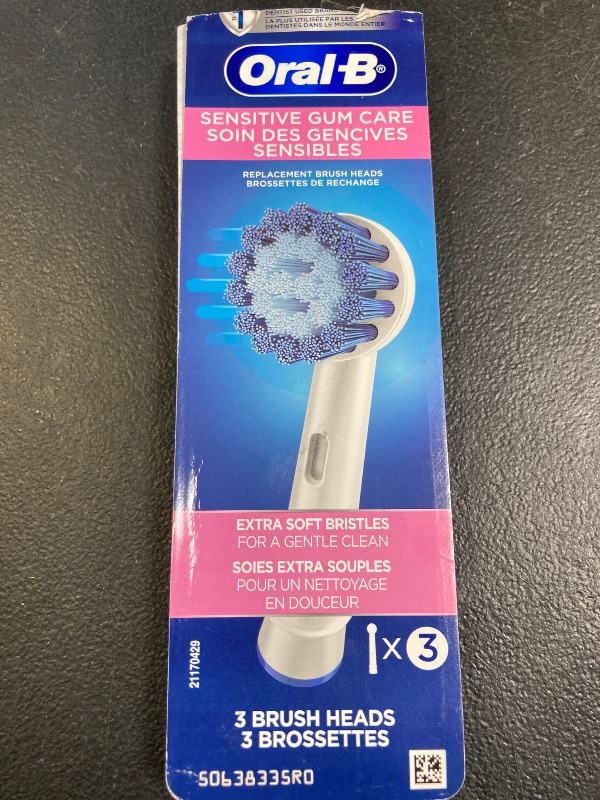 DENTIST USED BRAND
LA PLUS UTILISÉE PAR LES
DENTISTES DANS LE MONDE ENTIER
Oral-B®
SENSITIVE GUM CARE
SOIN DES GENCIVES
SENSIBLES
REPLACEMENT BRUSH HEADS
BROSSETTES DE RECHANGE
EXTRA SOFT BRISTLES
FOR A GENTLE CLEAN
SOIES EXTRA SOUPLES
POUR UN NETTOYAGE
EN DOUCEUR
X 3
21170429
3 BRUSH HEADS
3 BROSSETTES
50638335R0